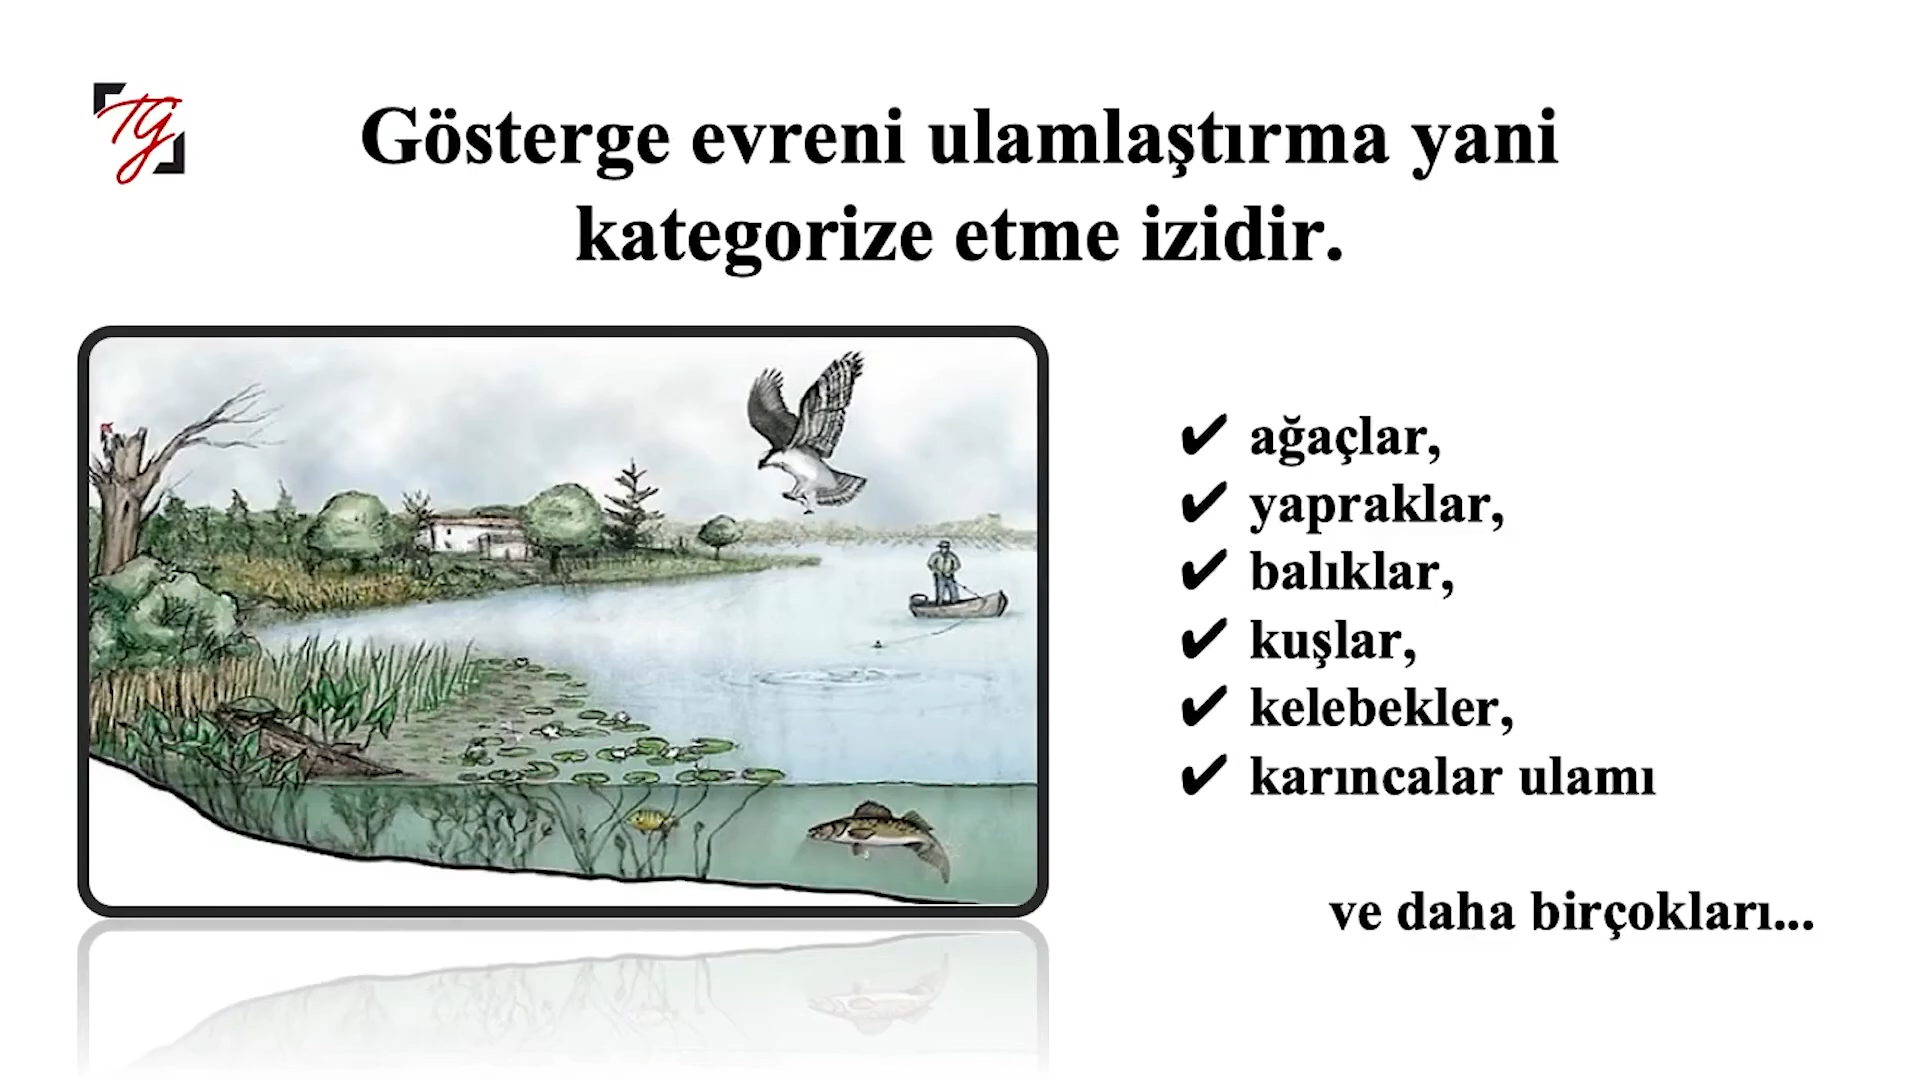 TG
Gösterge evreni ulamlaştırma yani
kategorize etme izidir.
✔ ağaçlar,
✔ yapraklar,
✔ balıklar,
✔ kuşlar,
✔ kelebekler,
✔ karıncalar ulamı
ve daha birçokları...